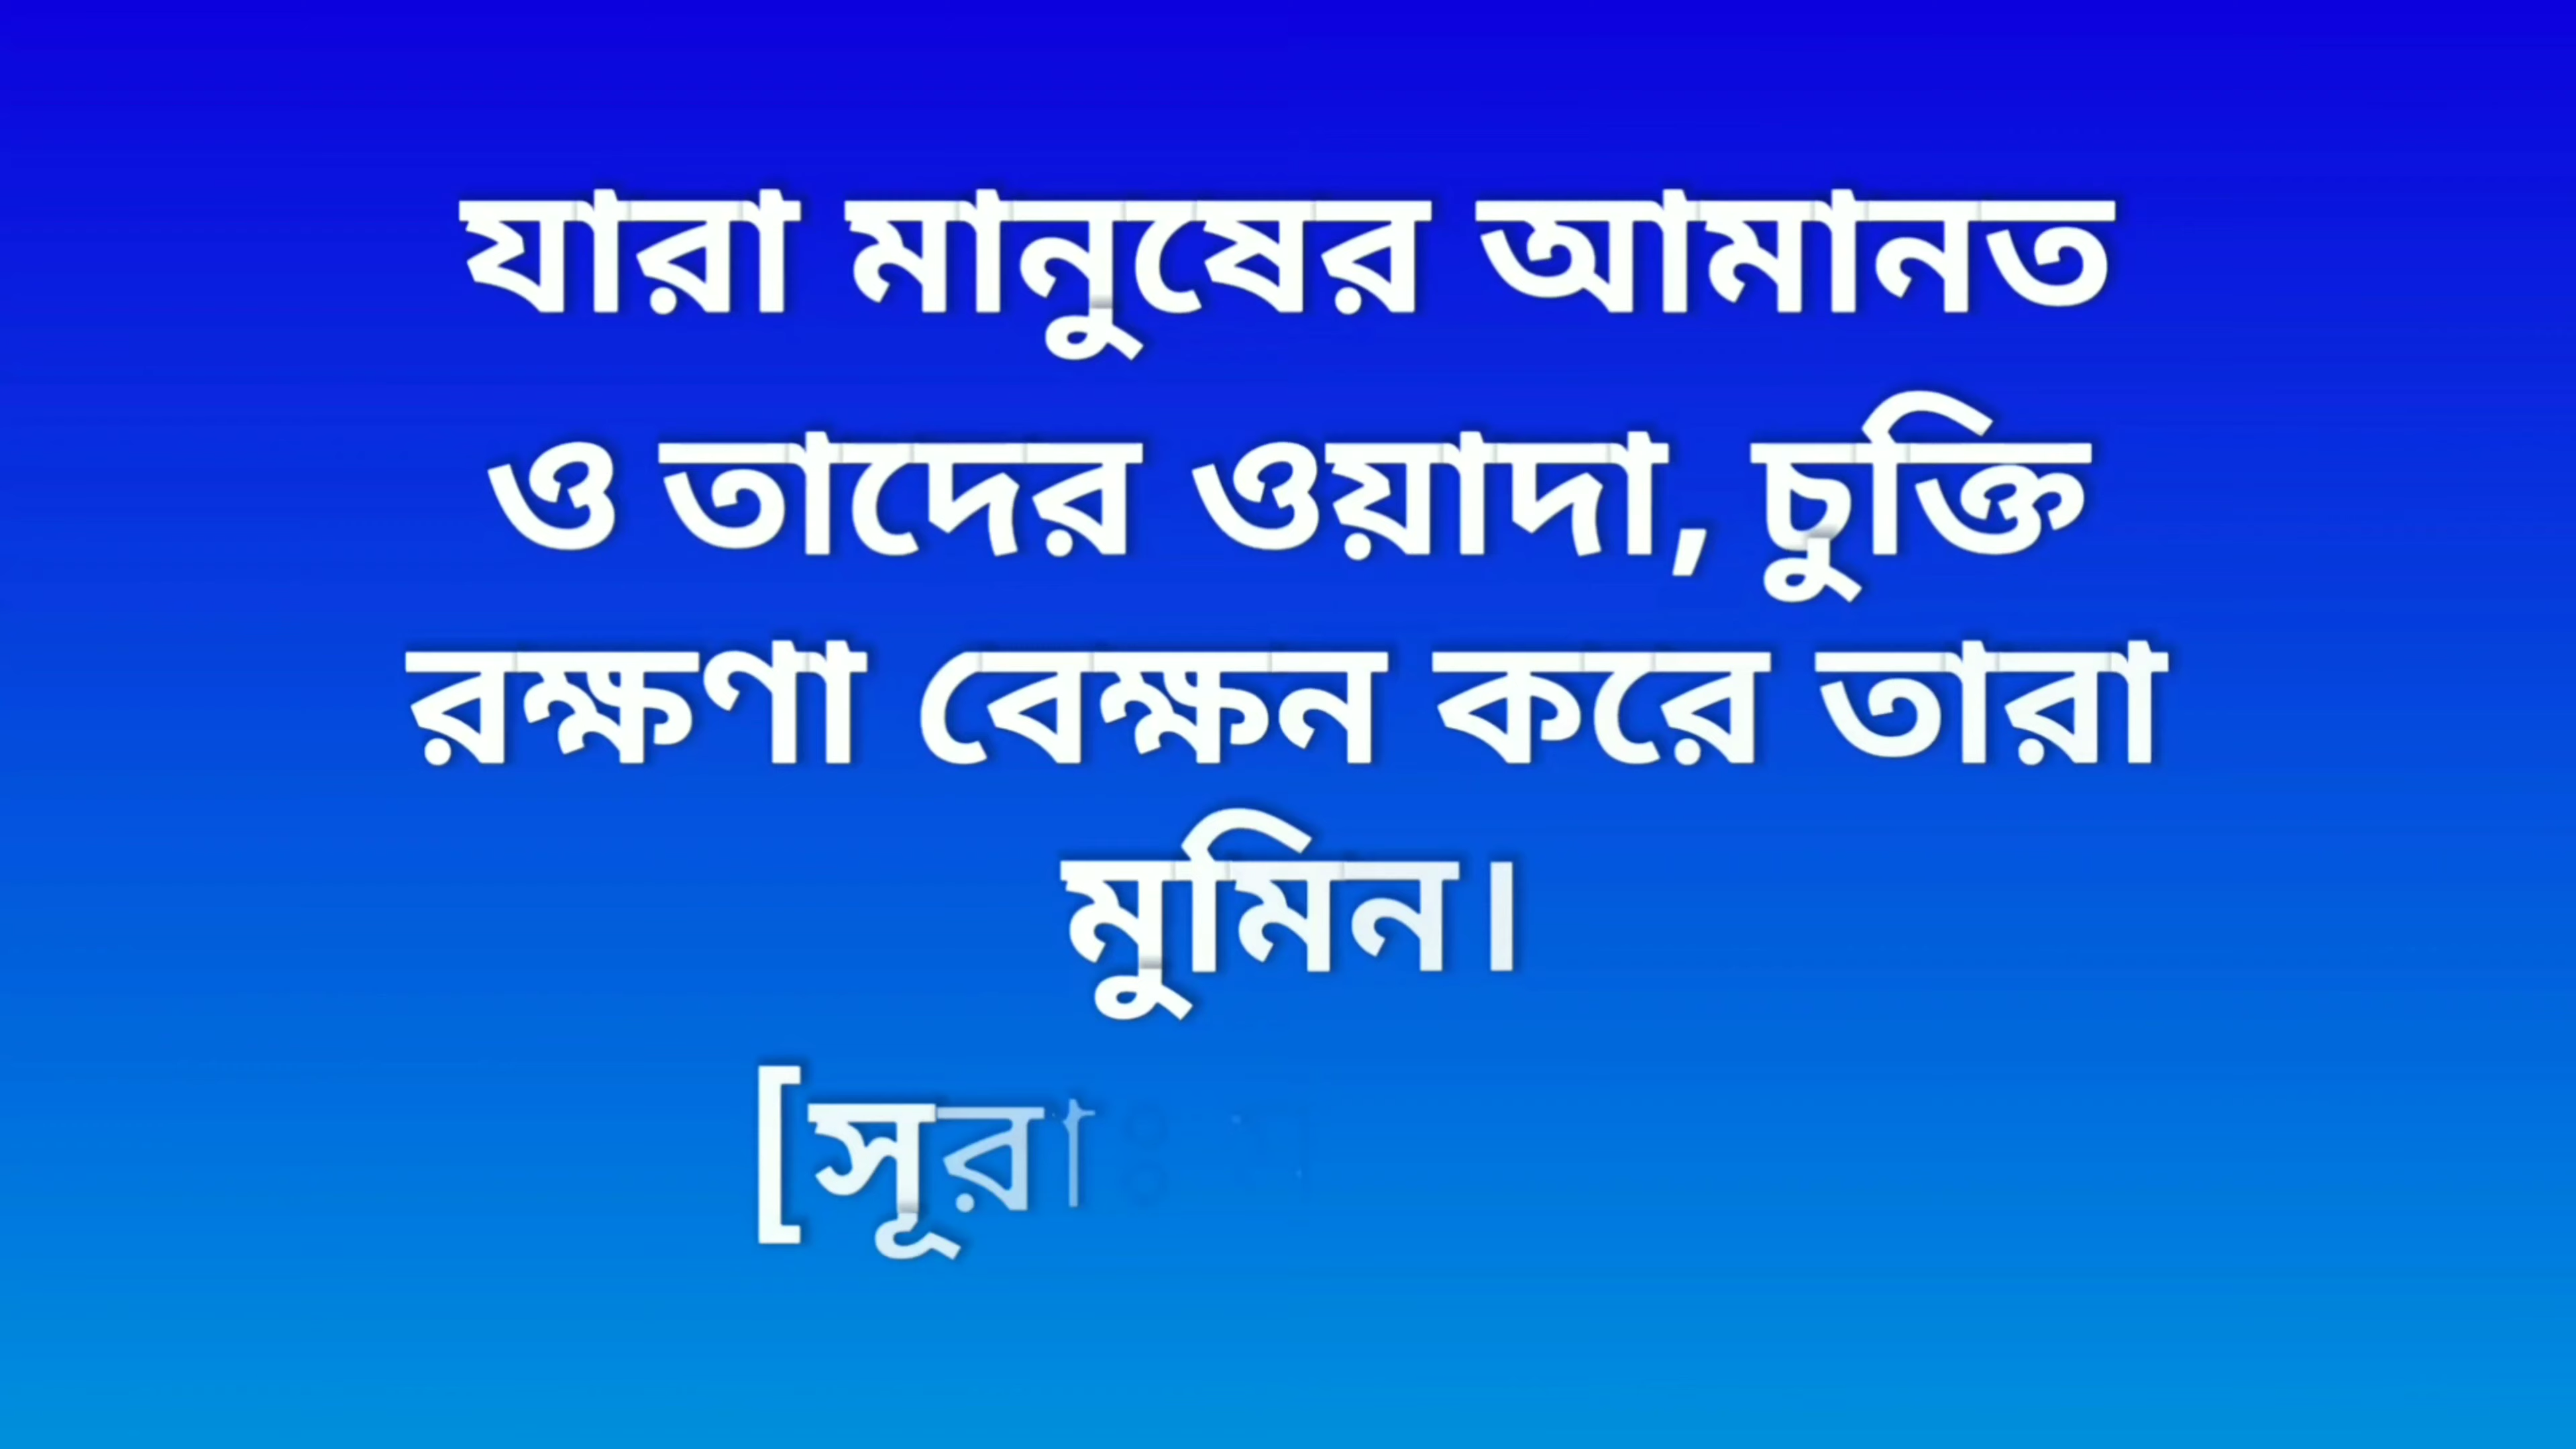 যারা মানুষের আমানত
ও তাদের ওয়াদা, চুক্তি
রক্ষণা বেক্ষন করে তারা
মুমিন।
[সূরা